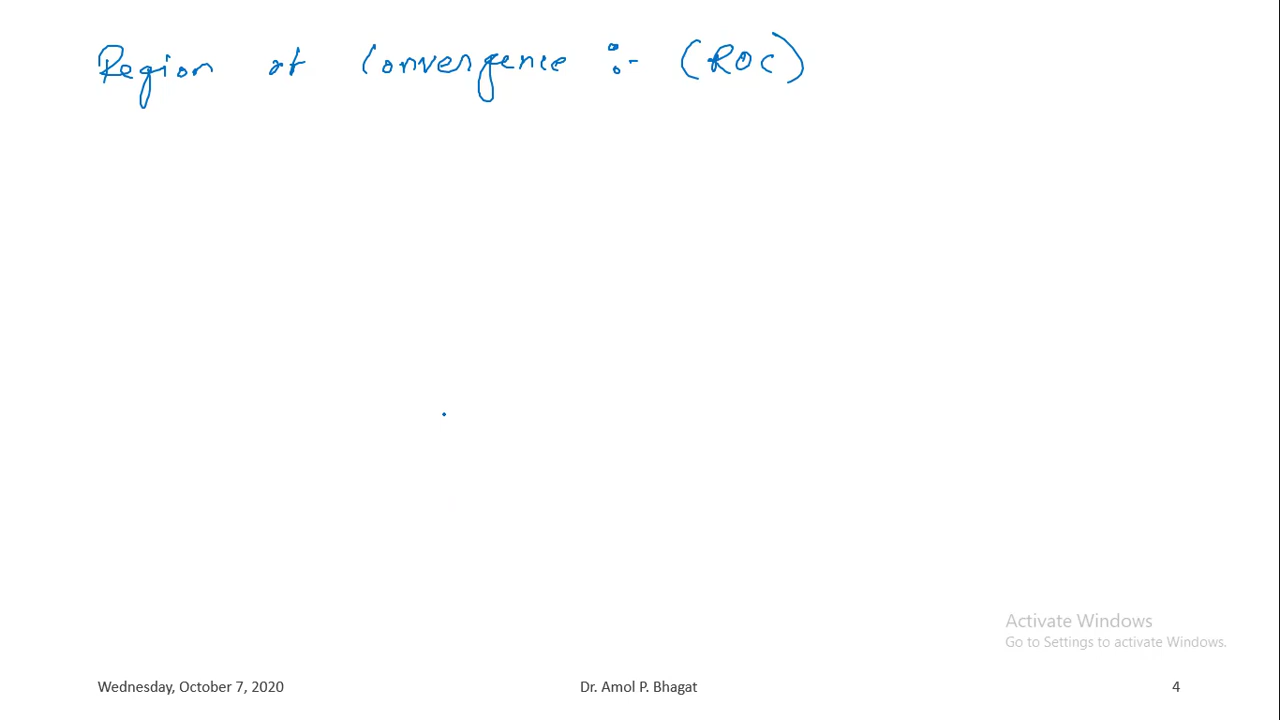 Region of Convergence :- (ROC)
Activate Windows
Go to Settings to activate Windows.
Wednesday, October 7, 2020
Dr. Amol P. Bhagat
4